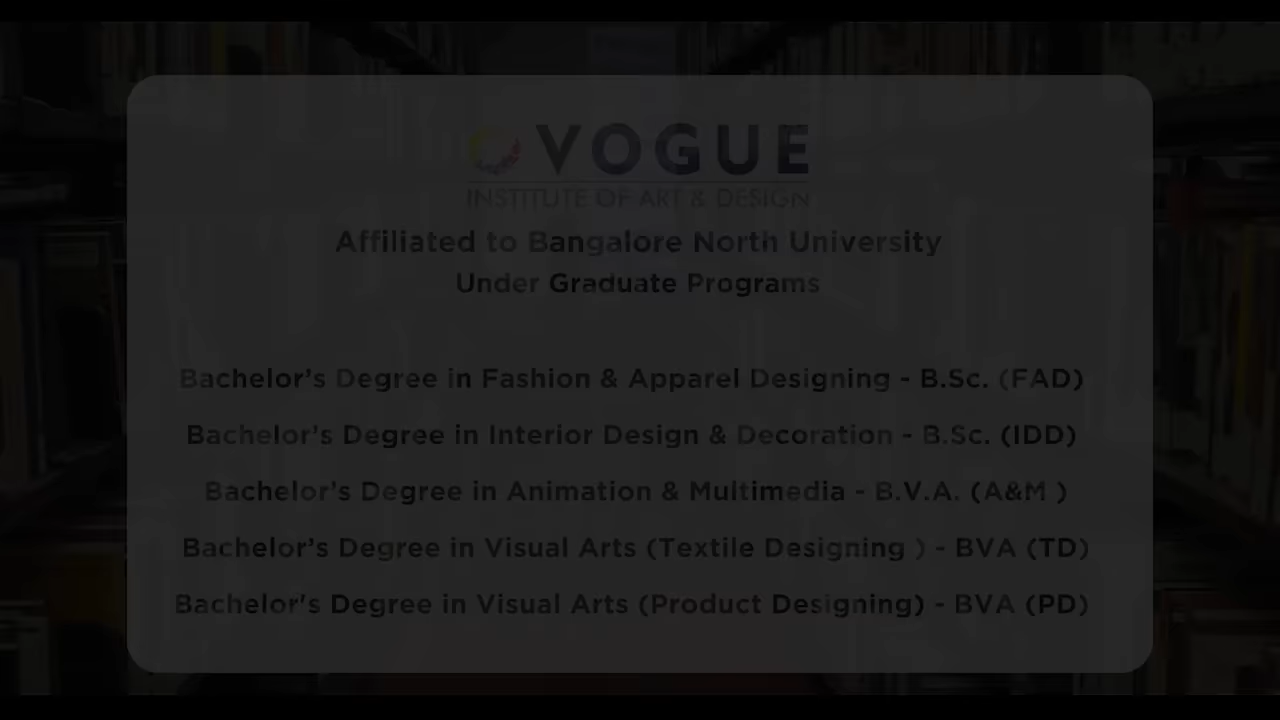 VOGUE
INSTITUTE OF ART & DESIGN
Affiliated to Bangalore North University
Under Graduate Programs
Bachelor's Degree in Fashion & Apparel Designing - B.Sc. (FAD)
Bachelor's Degree in Interior Design & Decoration - B.Sc. (IDD)
Bachelor's Degree in Animation & Multimedia - B.V.A. (A&M )
Bachelor's Degree in Visual Arts (Textile Designing ) - BVA (TD)
Bachelor's Degree in Visual Arts (Product Designing) - BVA (PD)